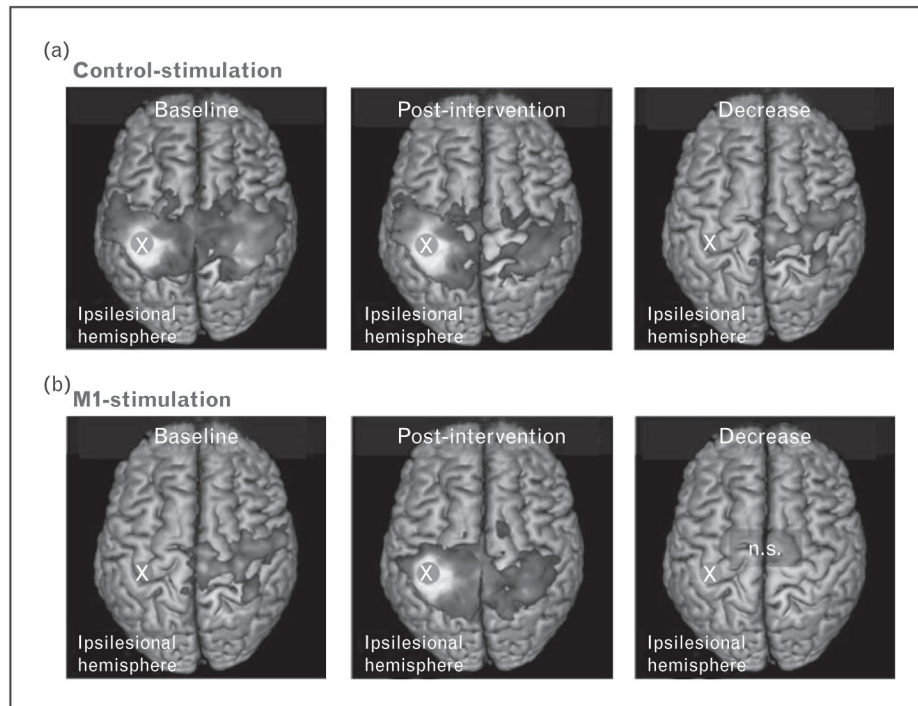 (a)
Control-stimulation
Baseline
Post-intervention
Decrease
X
X
X
Ipsilesional
hemisphere
Ipsilesional
hemisphere
Ipsilesional
hemisphere
(b)
M1-stimulation
Baseline
Post-intervention
Decrease
n.s.
X
X
X
Ipsilesional
hemisphere
Ipsilesional
hemisphere
Ipsilesional
hemisphere